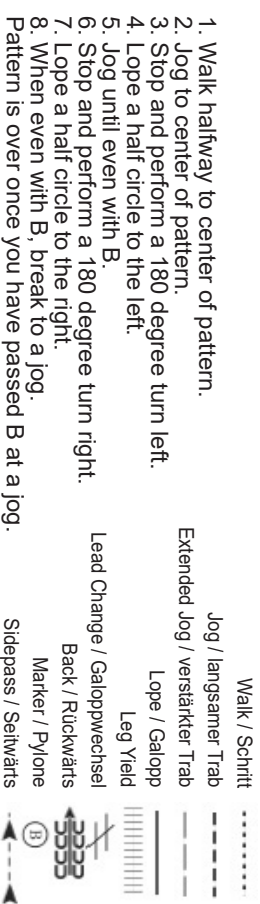 1. Walk halfway to center of pattern.
2. Jog to center of pattern.
3. Stop and perform a 180 degree turn left.
4. Lope a half circle to the left.
5. Jog until even with B.
6. Stop and perform a 180 degree turn right.
7. Lope a half circle to the right.
8. When even with B, break to a jog.
Pattern is over once you have passed B at a jog.
Walk / Schritt
Jog / langsamer Trab
Extended Jog / verstärkter Trab
Lope / Galopp
Leg Yield
Lead Change / Galoppwechsel
Back / Rückwärts
Marker / Pylone
B
Sidepass / Seitwärts